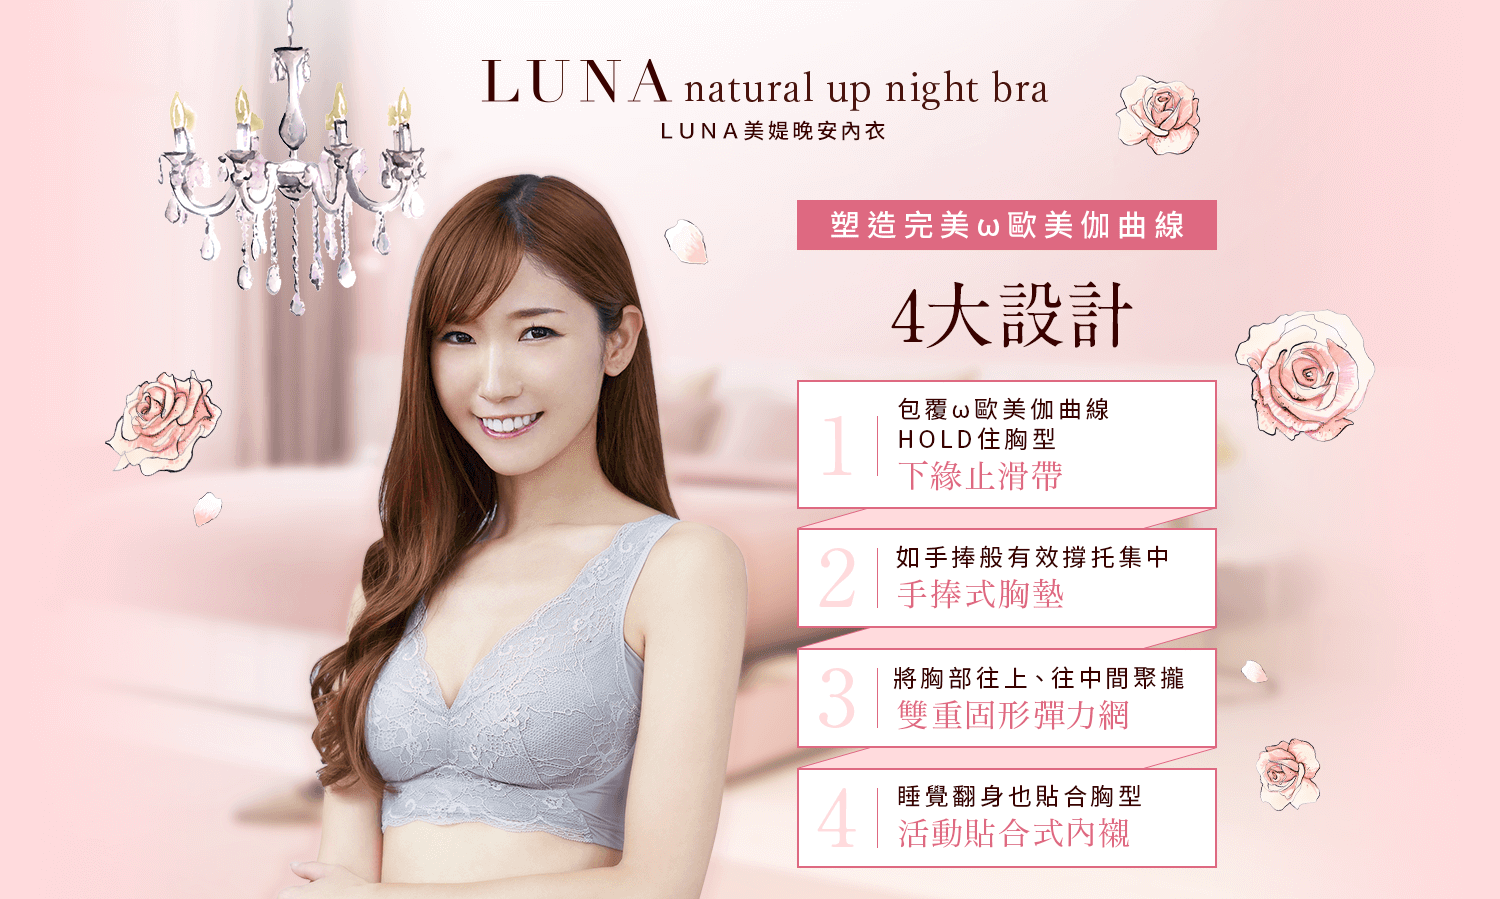 LUNA natural up night bra
LUNA美媞晚安內衣
塑造完美ω歐美伽曲線
4大設計
1
包覆ω歐美伽曲線
HOLD住胸型
下緣止滑帶
2
如手捧般有效撐托集中
手捧式胸墊
3
將胸部往上、往中間聚攏
雙重固形彈力網
4
睡覺翻身也貼合胸型
活動貼合式內襯